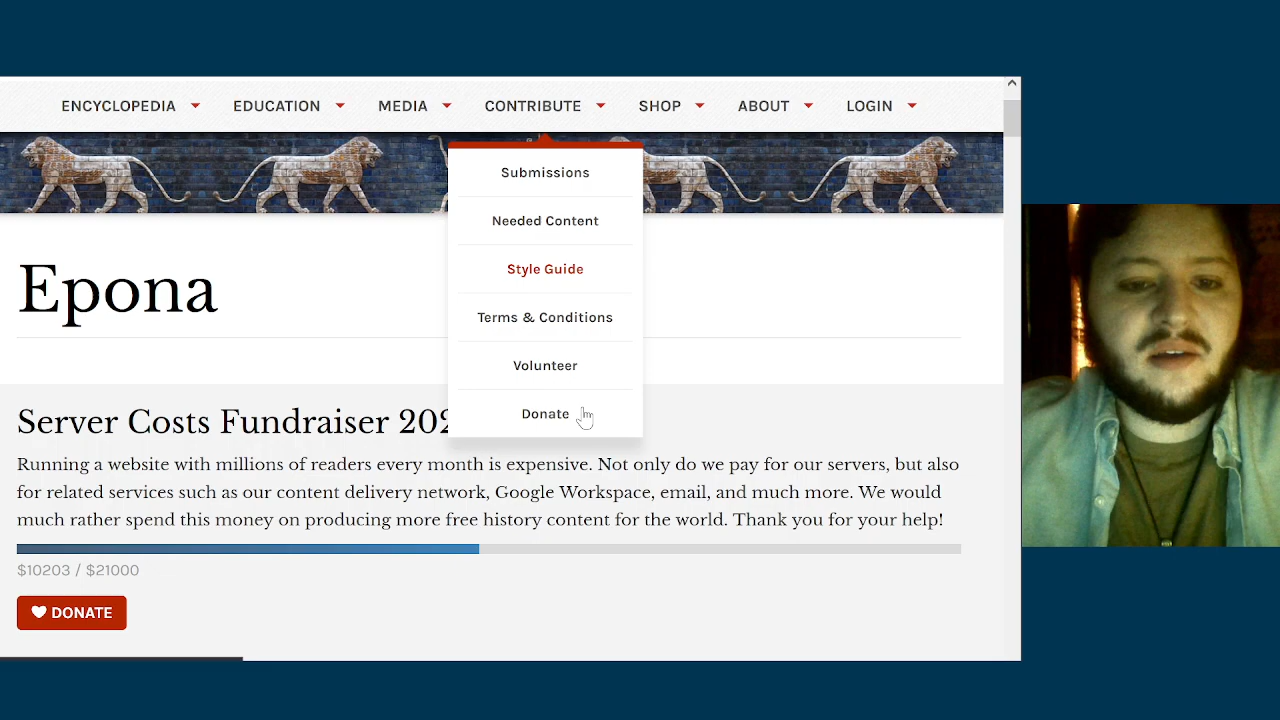 ENCYCLOPEDIA EDUCATION MEDIA CONTRIBUTE SHOP ABOUT LOGIN
Submissions
Needed Content
Style Guide
Terms & Conditions
Volunteer
Donate
Epona
Server Costs Fundraiser 202
Running a website with millions of readers every month is expensive. Not only do we pay for our servers, but also
for related services such as our content delivery network, Google Workspace, email, and much more. We would
much rather spend this money on producing more free history content for the world. Thank you for your help!
$10203 / $21000
DONATE